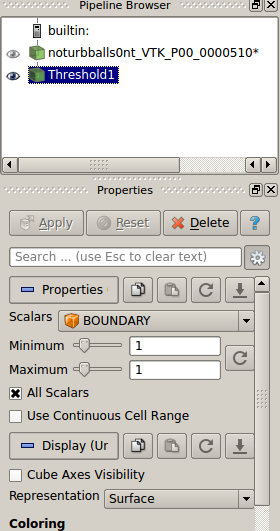 Pipeline Browser
builtin:
noturbballs0nt_VTK_P00_0000510*
Threshold1
Properties
Apply
Reset
Delete
?
Search ... (use Esc to clear text)
Properties
Scalars
BOUNDARY
Minimum
1
Maximum
1
All Scalars
Use Continuous Cell Range
Display (Ur
Cube Axes Visibility
Representation
Surface
Coloring